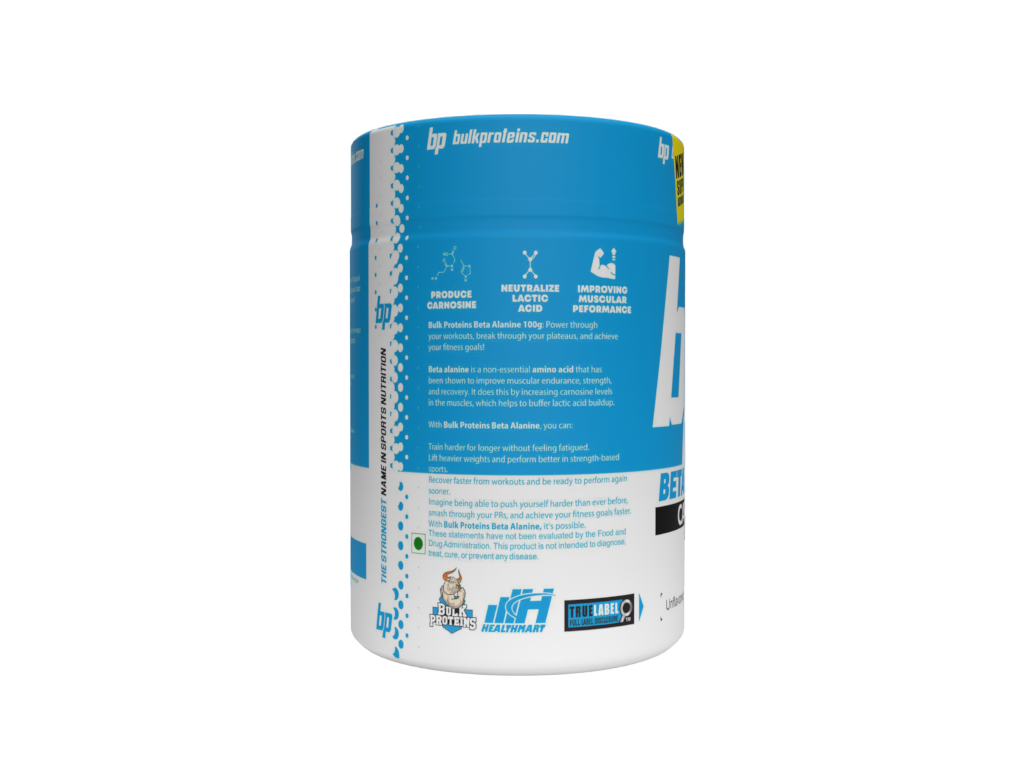 bp bulkproteins.com
bp
PRODUCE
CARNOSINE
NEUTRALIZE
LACTIC
ACID
IMPROVING
MUSCULAR
PEFORMANCE
Bulk Proteins Beta Alanine 100g: Power through
your workouts, break through your plateaus, and achieve
your fitness goals!
Beta alanine is a non-essential amino acid that has
been shown to improve muscular endurance, strength,
and recovery. It does this by increasing carnosine levels
in the muscles, which helps to buffer lactic acid buildup.
With Bulk Proteins Beta Alanine, you can:
Train harder for longer without feeling fatigued.
Lift heavier weights and perform better in strength-based
sports.
Recover faster from workouts and be ready to perform again
sooner.
Imagine being able to push yourself harder than ever before,
smash through your PRs, and achieve your fitness goals faster.
With Bulk Proteins Beta Alanine, it's possible.
These statements have not been evaluated by the Food and
Drug Administration. This product is not intended to diagnose,
treat, cure, or prevent any disease.
BULK
PROTEINS
H
HEALTHMART
TRUELABEL
FULL LABEL DISCLOSURE
TM
bp
THE STRONGEST NAME IN SPORTS NUTRITION
bp
BETA